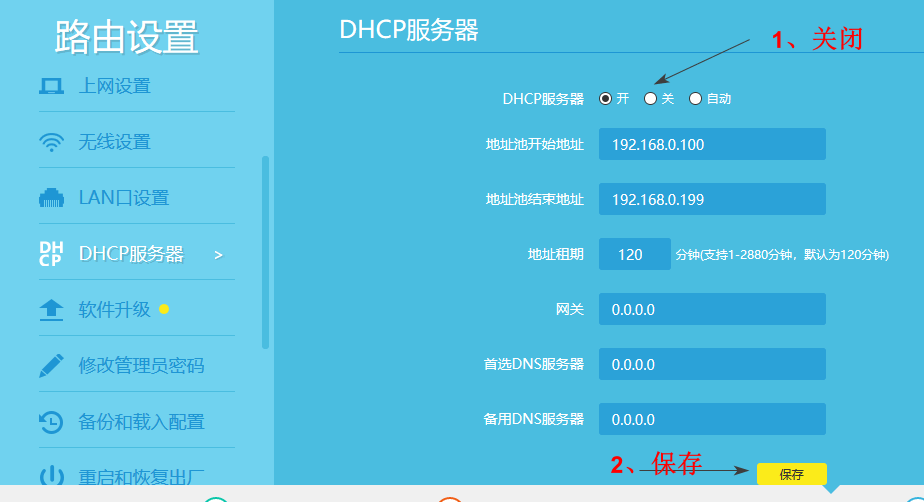 路由设置
上网设置
无线设置
LAN口设置
DHCP服务器 >
软件升级
修改管理员密码
备份和载入配置
重启和恢复出厂
DHCP服务器
1、关闭
DHCP服务器 开 关 自动
地址池开始地址 192.168.0.100
地址池结束地址 192.168.0.199
地址租期 120 分钟(支持1-2880分钟，默认为120分钟)
网关 0.0.0.0
首选DNS服务器 0.0.0.0
备用DNS服务器 0.0.0.0
2、保存 保存